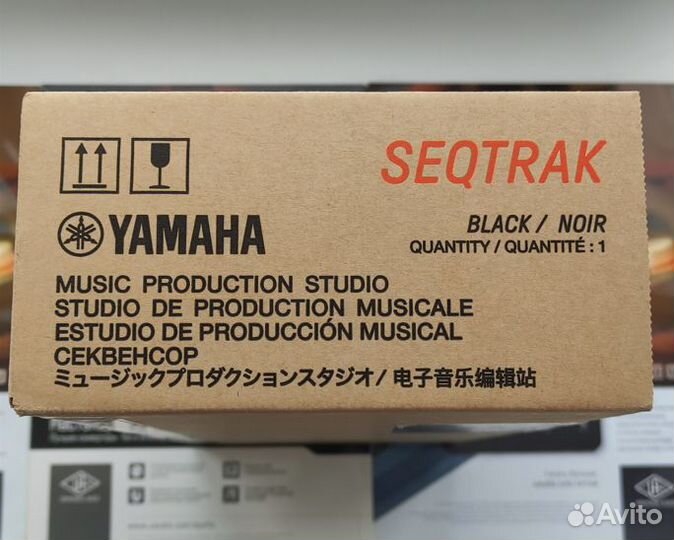 SEQTRAK
YAMAHA
BLACK / NOIR
QUANTITY / QUANTITÉ : 1
MUSIC PRODUCTION STUDIO
STUDIO DE PRODUCTION MUSICALE
ESTUDIO DE PRODUCCIÓN MUSICAL
СЕКВЕНСОР
ミュージックプロダクションスタジオ/ 电子音乐编辑站
Avito